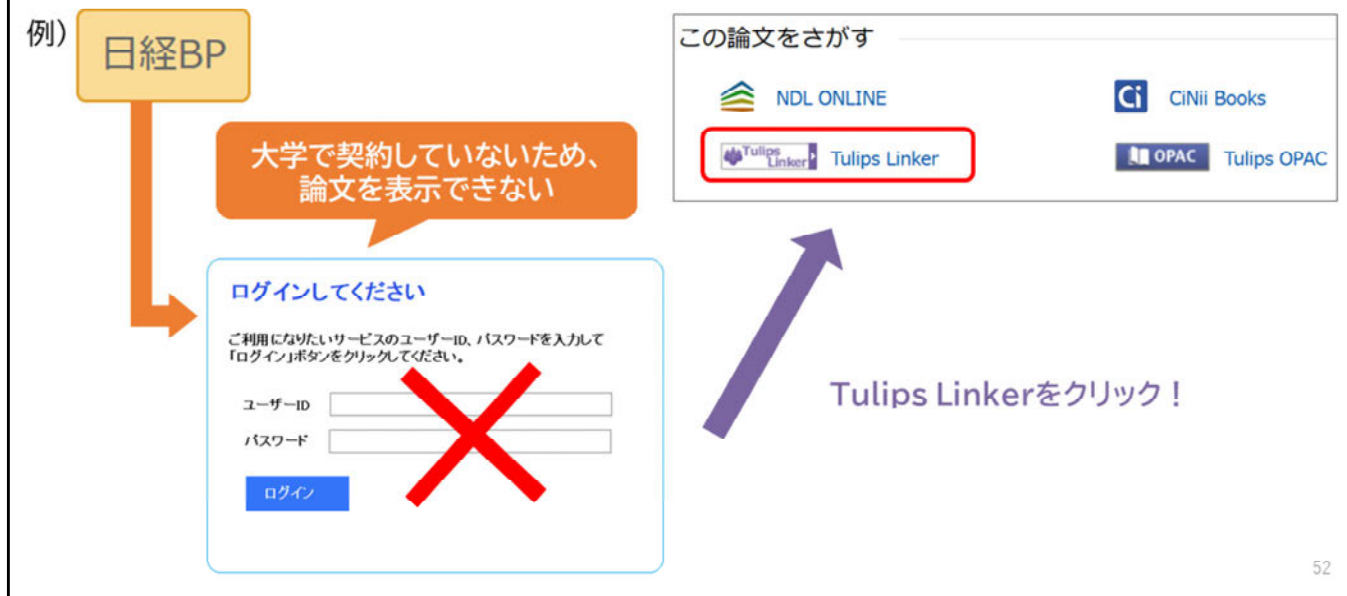 例)
日経BP
大学で契約していないため、
論文を表示できない
ログインしてください
ご利用になりたいサービスのユーザーID、パスワードを入力して
「ログイン」ボタンをクリックしてください。
ユーザーID
パスワード
ログイン
この論文をさがす
NDL ONLINE
Ci CiNii Books
Tulips Linker Tulips Linker
OPAC Tulips OPAC
Tulips Linkerをクリック！
52